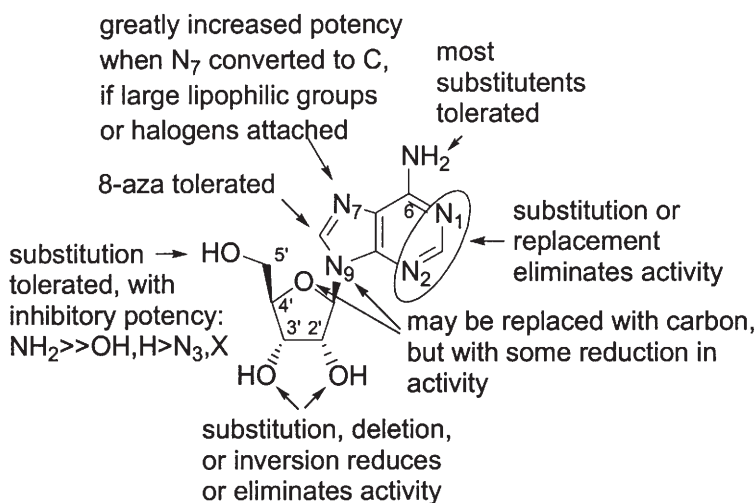 greatly increased potency
when N7 converted to C,
if large lipophilic groups
or halogens attached
most
substitutents
tolerated
NH2
8-aza tolerated
N7
6
N1
substitution or
replacement
eliminates activity
substitution
tolerated, with
inhibitory potency:
NH2>>OH,H>N3,X
HO
5'
N9
N2
O
4'
3'
2'
may be replaced with carbon,
but with some reduction in
activity
HO
OH
substitution, deletion,
or inversion reduces
or eliminates activity